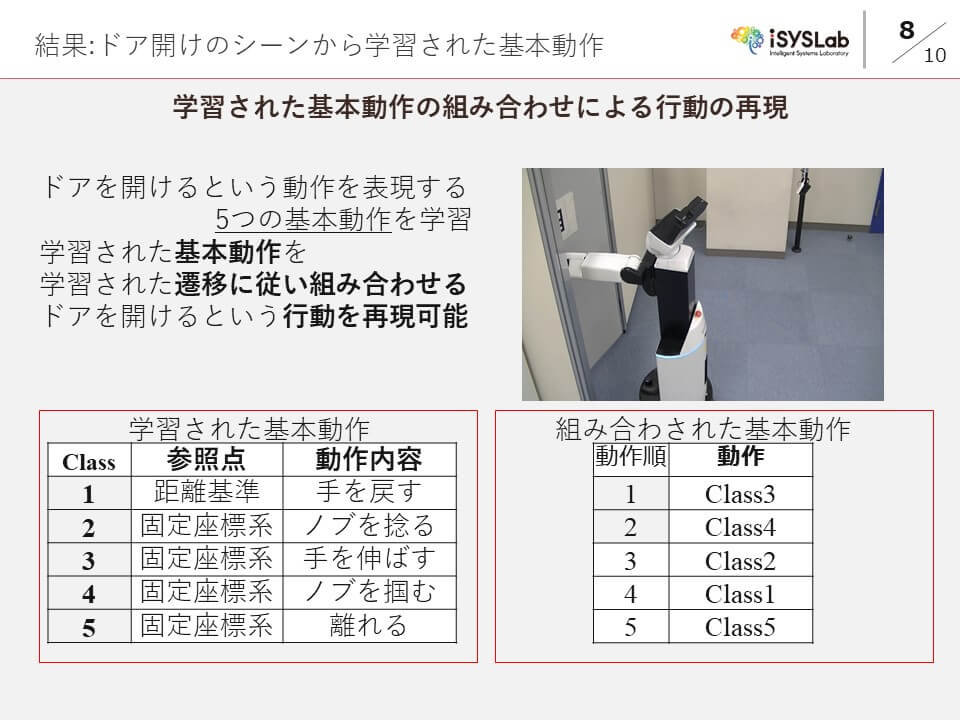 結果:ドア開けのシーンから学習された基本動作
iSYSLab
Intelligent Systems Laboratory
8
10
学習された基本動作の組み合わせによる行動の再現
ドアを開けるという動作を表現する
5つの基本動作を学習
学習された基本動作を
学習された遷移に従い組み合わせる
ドアを開けるという行動を再現可能
学習された基本動作
Class 参照点 動作内容
1 距離基準 手を戻す
2 固定座標系 ノブを捻る
3 固定座標系 手を伸ばす
4 固定座標系 ノブを掴む
5 固定座標系 離れる
組み合わされた基本動作
動作順 動作
1 Class3
2 Class4
3 Class2
4 Class1
5 Class5